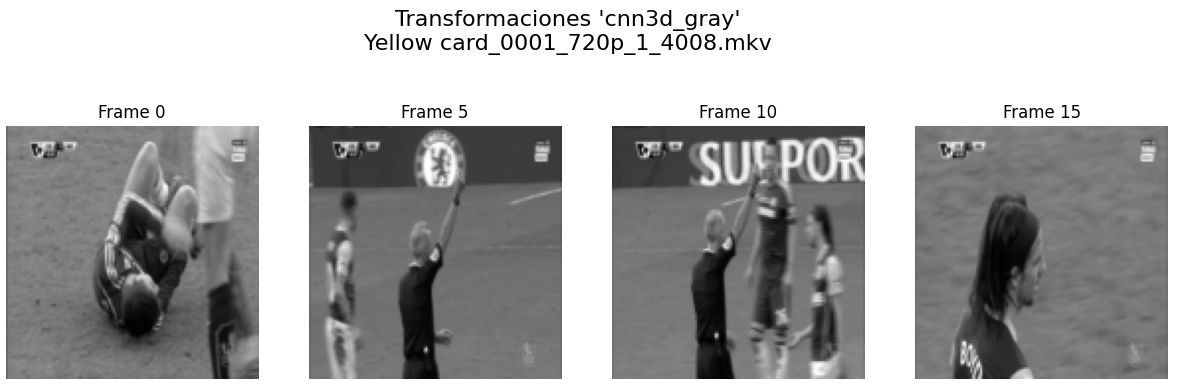 Transformaciones 'cnn3d_gray'
Yellow card_0001_720p_1_4008.mkv
Frame 0
Frame 5
Frame 10
Frame 15
SUPPOR